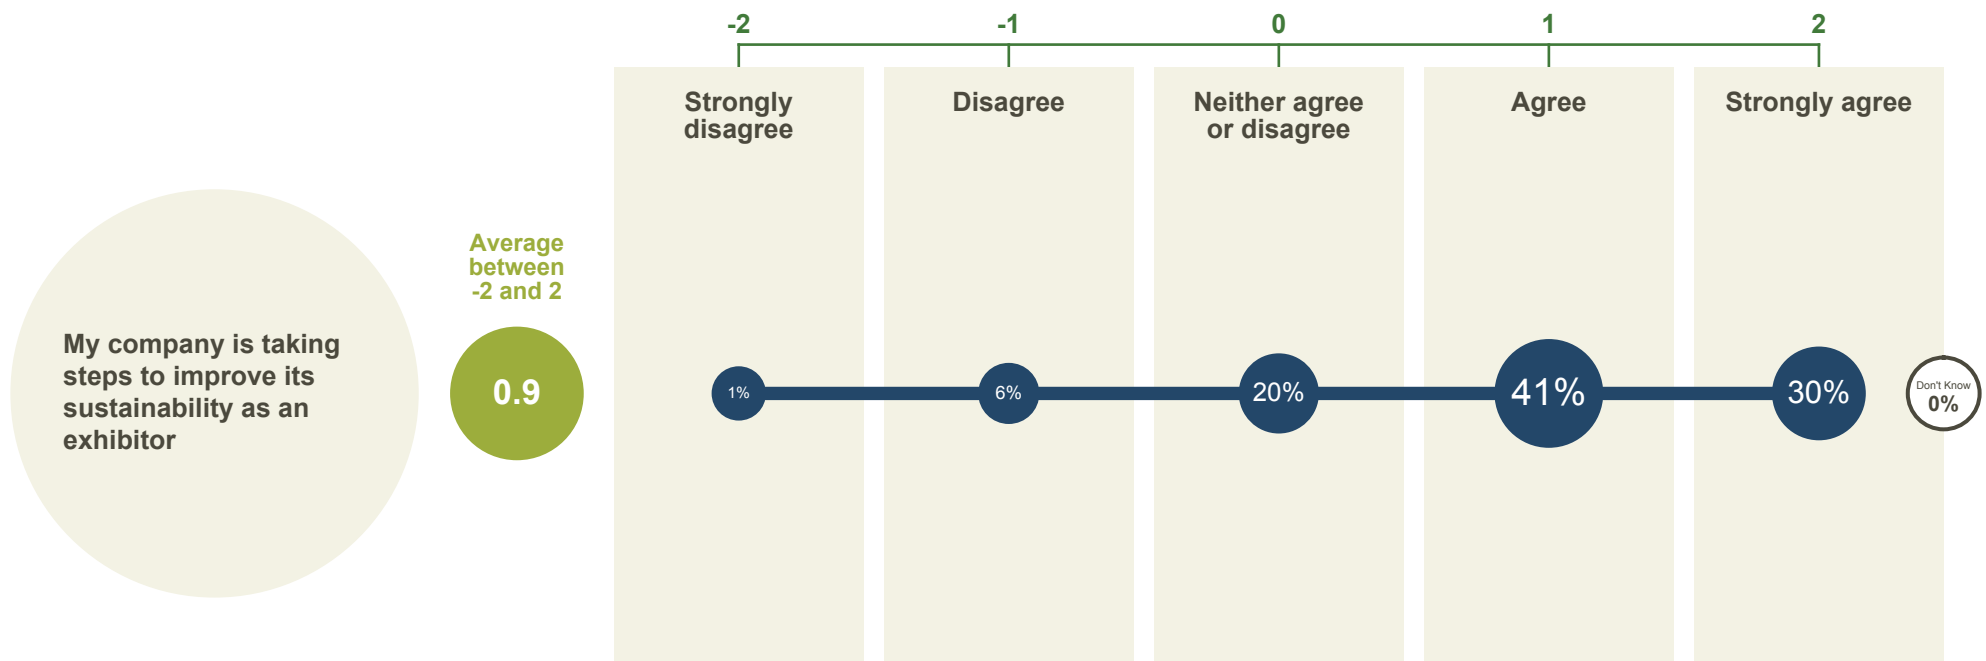 -2 -1 0 1 2
Strongly
disagree
Disagree
Neither agree
or disagree
Agree
Strongly agree
My company is taking
steps to improve its
sustainability as an
exhibitor
Average
between
-2 and 2
0.9
1%
6%
20%
41%
30%
Don't Know
0%